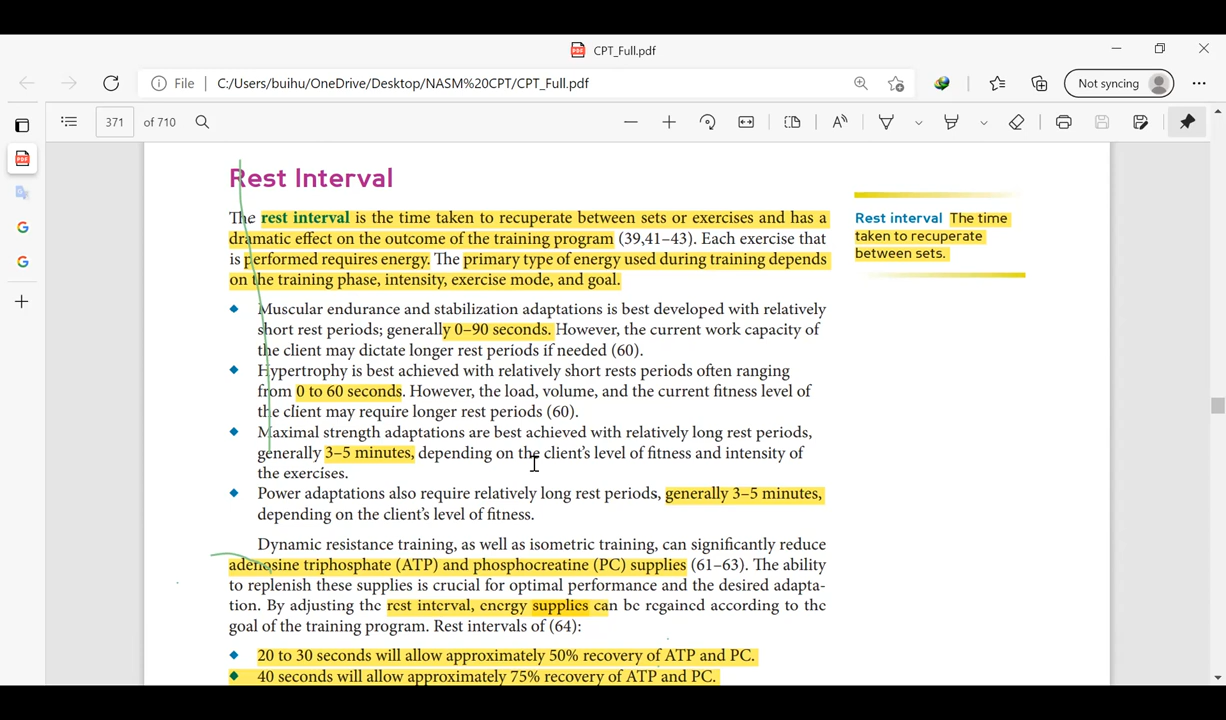 CPT_Full.pdf
File | C:/Users/buihu/OneDrive/Desktop/NASM%20CPT/CPT_Full.pdf
Not syncing
371 of 710
Rest Interval
The rest interval is the time taken to recuperate between sets or exercises and has a
dramatic effect on the outcome of the training program (39,41–43). Each exercise that
is performed requires energy. The primary type of energy used during training depends
on the training phase, intensity, exercise mode, and goal.
Rest interval The time
taken to recuperate
between sets.
Muscular endurance and stabilization adaptations is best developed with relatively
short rest periods; generally 0–90 seconds. However, the current work capacity of
the client may dictate longer rest periods if needed (60).
Hypertrophy is best achieved with relatively short rests periods often ranging
from 0 to 60 seconds. However, the load, volume, and the current fitness level of
the client may require longer rest periods (60).
Maximal strength adaptations are best achieved with relatively long rest periods,
generally 3–5 minutes, depending on the client's level of fitness and intensity of
the exercises.
Power adaptations also require relatively long rest periods, generally 3–5 minutes,
depending on the client's level of fitness.
Dynamic resistance training, as well as isometric training, can significantly reduce
adenosine triphosphate (ATP) and phosphocreatine (PC) supplies (61–63). The ability
to replenish these supplies is crucial for optimal performance and the desired adapta-
tion. By adjusting the rest interval, energy supplies can be regained according to the
goal of the training program. Rest intervals of (64):
20 to 30 seconds will allow approximately 50% recovery of ATP and PC.
40 seconds will allow approximately 75% recovery of ATP and PC.